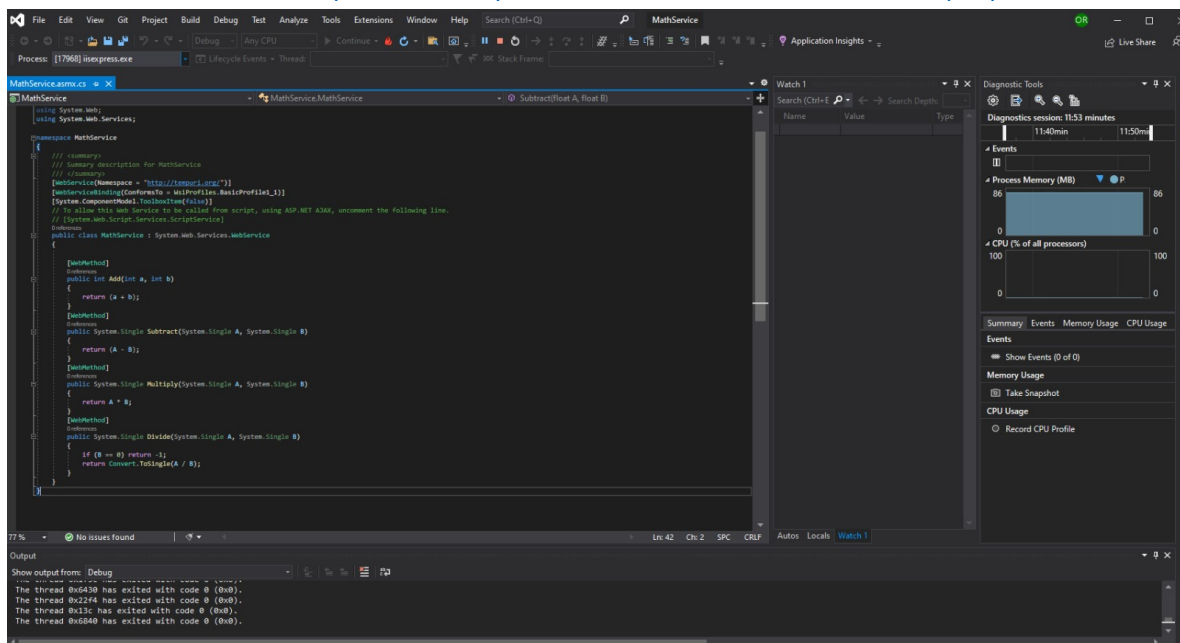 File Edit View Git Project Build Debug Test Analyze Tools Extensions Window Help Search (Ctrl+Q) MathService OR
Debug Any CPU Continue Application Insights Live Share
Process: [17968] iisexpress.exe Lifecycle Events Thread: Stack Frame:
MathService.asmx.cs
MathService MathService.MathService Subtract(float A, float B)
using System.Web;
using System.Web.Services;
namespace MathService
{
/// <summary>
/// Summary description for MathService
/// </summary>
[WebService(Namespace = "http://tempuri.org/")]
[WebServiceBinding(ConformsTo = WsiProfiles.BasicProfile1_1)]
[System.ComponentModel.ToolboxItem(false)]
// To allow this Web Service to be called from script, using ASP.NET AJAX, uncomment the following line.
// [System.Web.Script.Services.ScriptService]
0 references
public class MathService : System.Web.Services.WebService
{
[WebMethod]
0 references
public int Add(int a, int b)
{
return (a + b);
}
[WebMethod]
0 references
public System.Single Subtract(System.Single A, System.Single B)
{
return (A - B);
}
[WebMethod]
0 references
public System.Single Multiply(System.Single A, System.Single B)
{
return A * B;
}
[WebMethod]
0 references
public System.Single Divide(System.Single A, System.Single B)
{
if (B == 0) return -1;
return Convert.ToSingle(A / B);
}
}
}
77 % No issues found Ln: 42 Ch: 2 SPC CRLF
Watch 1
Search (Ctrl+E Search Depth:
Name Value Type
Autos Locals Watch 1
Diagnostic Tools
Diagnostics session: 11:53 minutes
11:40min 11:50mi
Events
Process Memory (MB) P.
86 86
0 0
CPU (% of all processors)
100 100
0 0
Summary Events Memory Usage CPU Usage
Events
Show Events (0 of 0)
Memory Usage
Take Snapshot
CPU Usage
Record CPU Profile
Output
Show output from: Debug
The thread 0x6430 has exited with code 0 (0x0).
The thread 0x22f4 has exited with code 0 (0x0).
The thread 0x13c has exited with code 0 (0x0).
The thread 0x6840 has exited with code 0 (0x0).